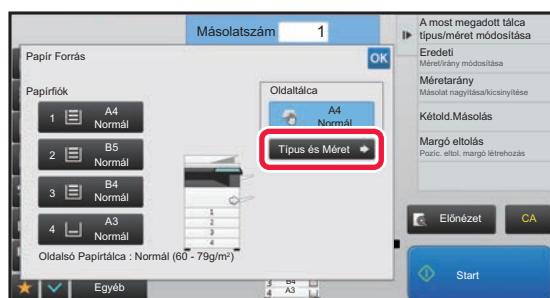 Másolatszám 1
Papír Forrás
OK
Papírfiók
1 A4
Normál
2 B5
Normál
3 B4
Normál
4 A3
Normál
Oldaltálca
A4
Normál
Típus és Méret
1
2
3
4
Oldalsó Papírtálca : Normál (60 - 79g/m²)
Egyéb
3 B4
4 A3
A most megadott tálca
típus/méret módosítása
Eredeti
Méret/irány módosítása
Méretarány
Másolat nagyítása/kicsinyítése
Kétold.Másolás
Margó eltolás
Pozíc. eltol. margó létrehozás
Előnézet
CA
Start